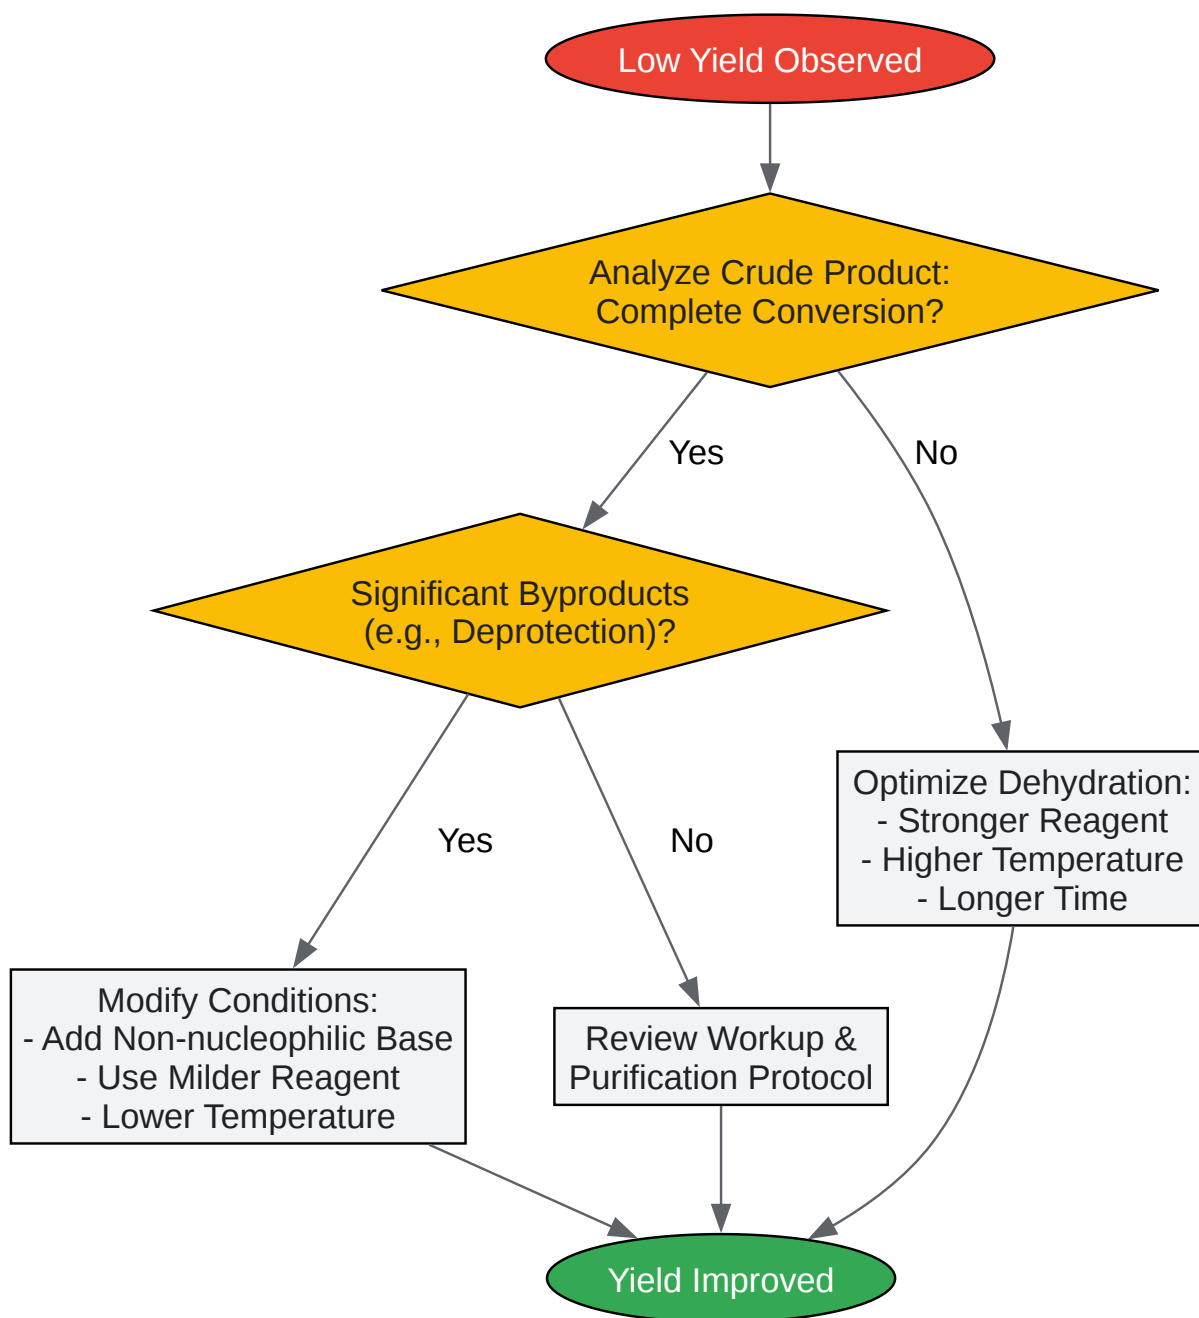 Low Yield Observed
Analyze Crude Product:
Complete Conversion?
Yes
No
Significant Byproducts
(e.g., Deprotection)?
Optimize Dehydration:
- Stronger Reagent
- Higher Temperature
- Longer Time
Yes
No
Modify Conditions:
- Add Non-nucleophilic Base
- Use Milder Reagent
- Lower Temperature
Review Workup &
Purification Protocol
Yield Improved